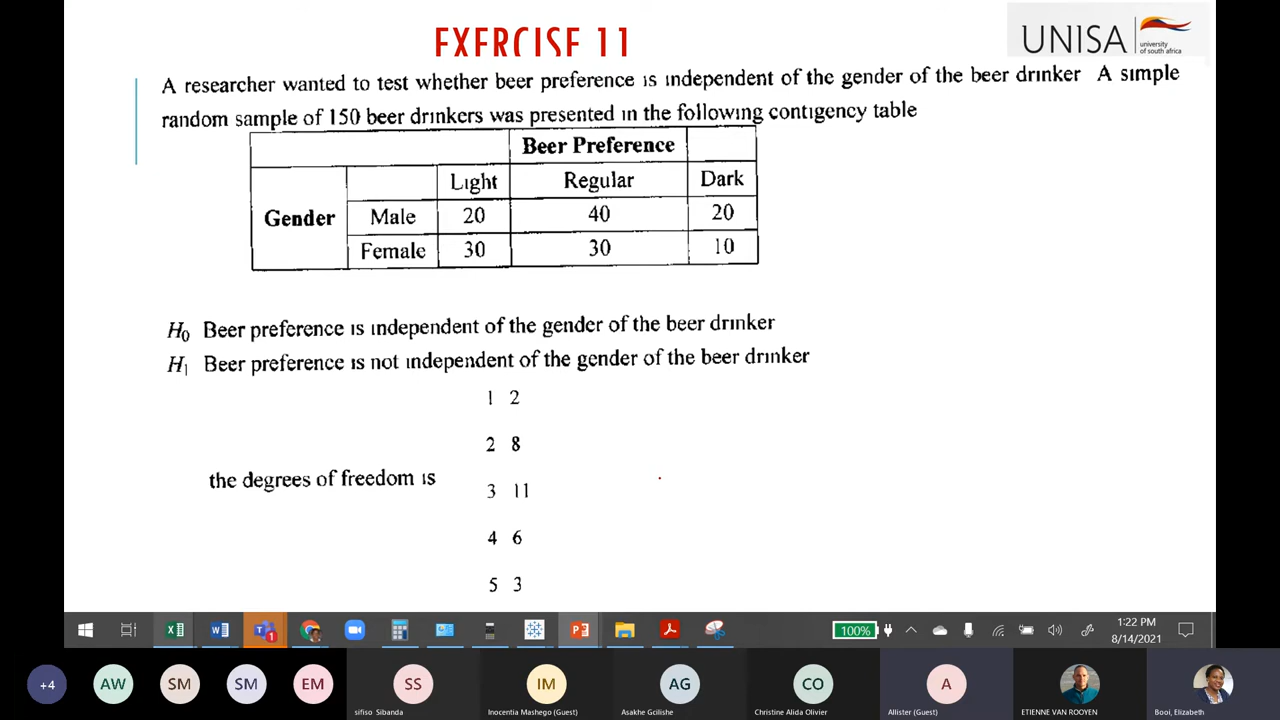 EXERCISE 11
UNISA university of south africa
A researcher wanted to test whether beer preference is independent of the gender of the beer drinker A simple
random sample of 150 beer drinkers was presented in the following contigency table
Beer Preference
Light Regular Dark
Gender Male 20 40 20
Female 30 30 10
H0 Beer preference is independent of the gender of the beer drinker
H1 Beer preference is not independent of the gender of the beer drinker
1 2
2 8
the degrees of freedom is
3 11
4 6
5 3
100%
1:22 PM
8/14/2021
+4 AW SM SM EM SS IM AG CO A
sifiso Sibanda Inocentia Mashego (Guest) Asakhe Gcilishe Christine Alida Olivier Allister (Guest) ETIENNE VAN ROOYEN Booi, Elizabeth